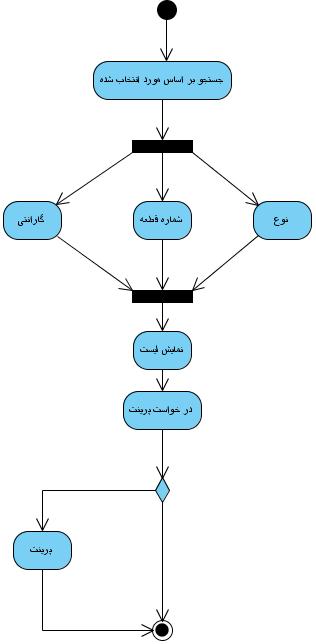 جستجو بر اساس مورد انتخاب شده
نوع
شماره قطعه
گارانتی
نمایش لیست
در خواست پرینت
پرینت